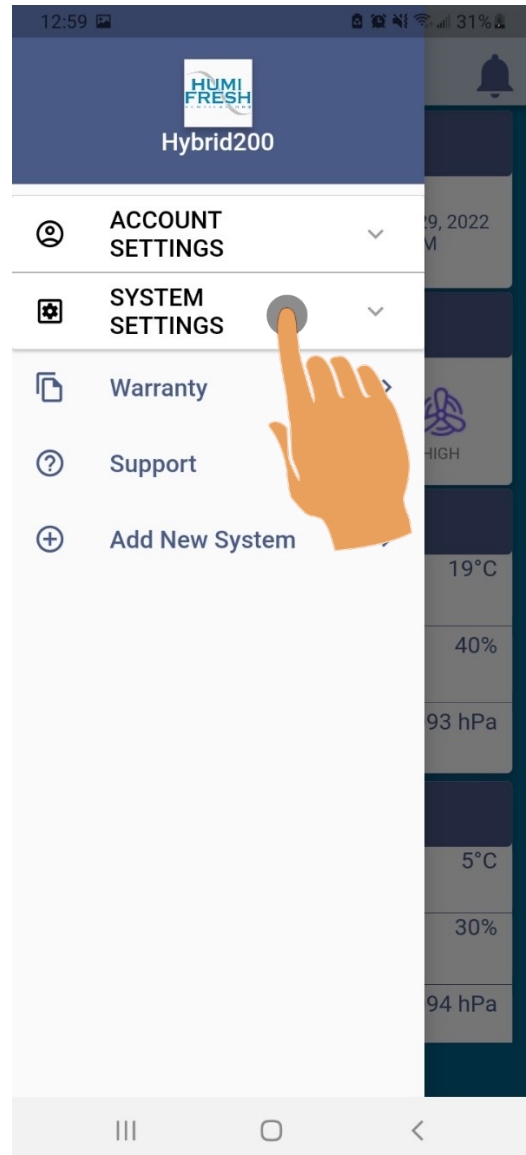 12:59
31%
HUMI
FRESH
Hybrid200
ACCOUNT
SETTINGS
29, 2022
M
SYSTEM
SETTINGS
Warranty
HIGH
Support
Add New System
19°C
40%
93 hPa
5°C
30%
94 hPa